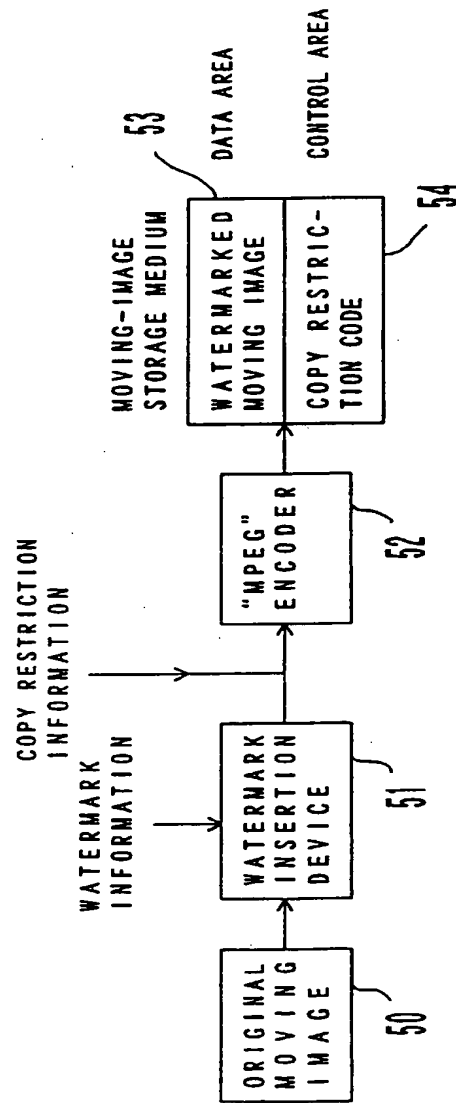 COPY RESTRICTION
INFORMATION
WATERMARK
INFORMATION
ORIGINAL
MOVING
IMAGE
50
WATERMARK
INSERTION
DEVICE
51
"MPEG"
ENCODER
52
MOVING-IMAGE
STORAGE MEDIUM
WATERMARKED
MOVING IMAGE
53
DATA AREA
COPY RESTRIC-
TION CODE
54
CONTROL AREA